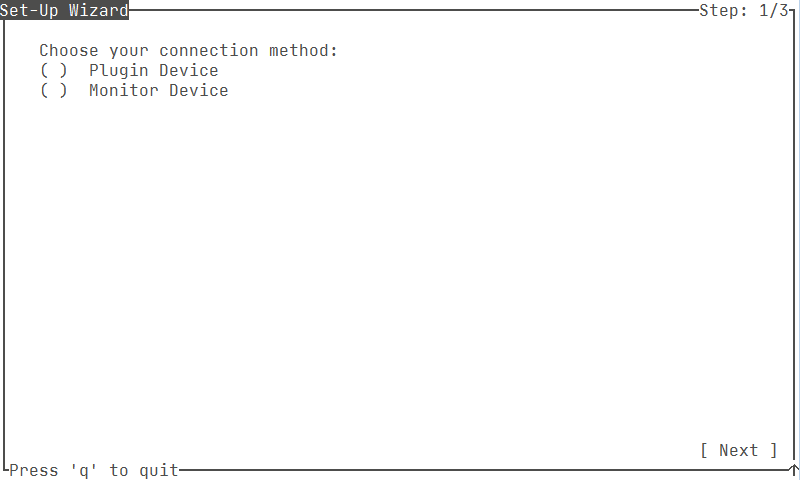 Set-Up Wizard Step: 1/3
Choose your connection method:
( ) Plugin Device
( ) Monitor Device
[ Next ]
Press 'q' to quit